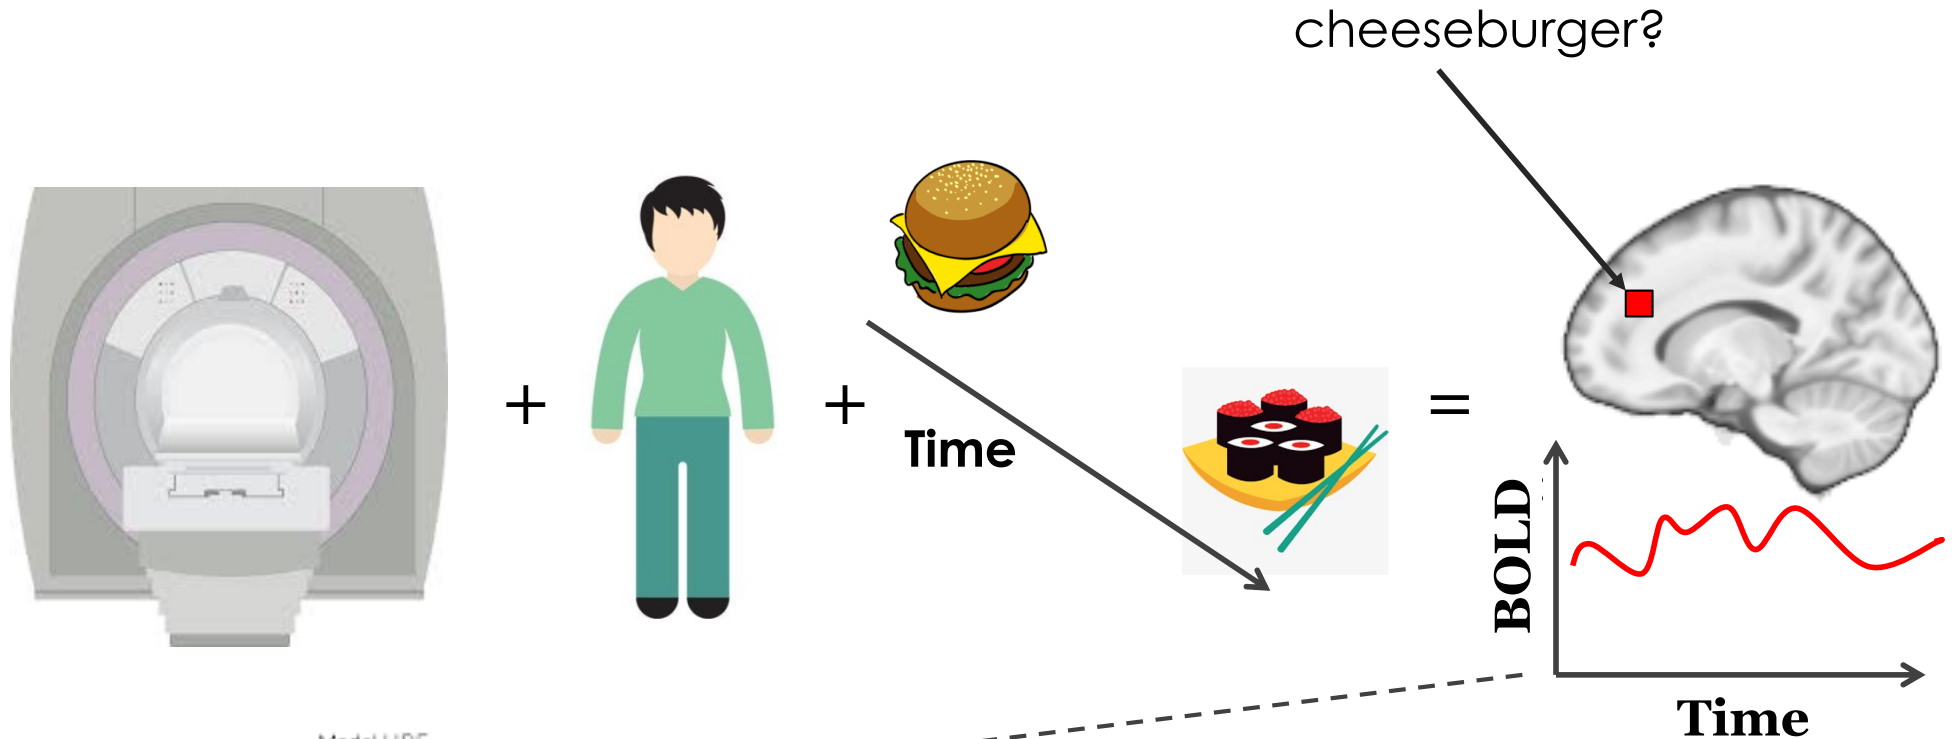 cheeseburger?
+
+
Time
=
BOLD
Time